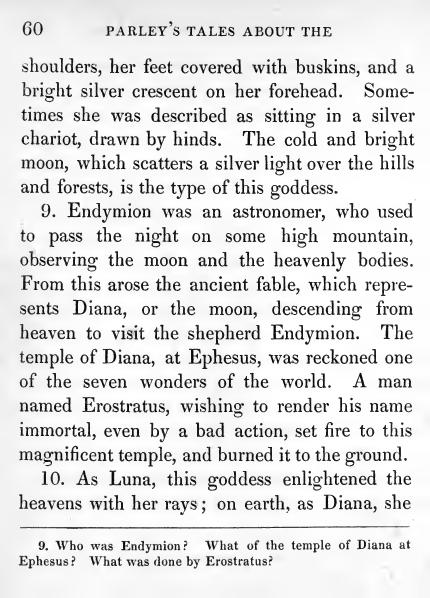 60 PARLEY'S TALES ABOUT THE
shoulders, her feet covered with buskins, and a
bright silver crescent on her forehead. Some-
times she was described as sitting in a silver
chariot, drawn by hinds. The cold and bright
moon, which scatters a silver light over the hills
and forests, is the type of this goddess.
9. Endymion was an astronomer, who used
to pass the night on some high mountain,
observing the moon and the heavenly bodies.
From this arose the ancient fable, which repre-
sents Diana, or the moon, descending from
heaven to visit the shepherd Endymion. The
temple of Diana, at Ephesus, was reckoned one
of the seven wonders of the world. A man
named Erostratus, wishing to render his name
immortal, even by a bad action, set fire to this
magnificent temple, and burned it to the ground.
10. As Luna, this goddess enlightened the
heavens with her rays; on earth, as Diana, she
9. Who was Endymion? What of the temple of Diana at
Ephesus? What was done by Erostratus?